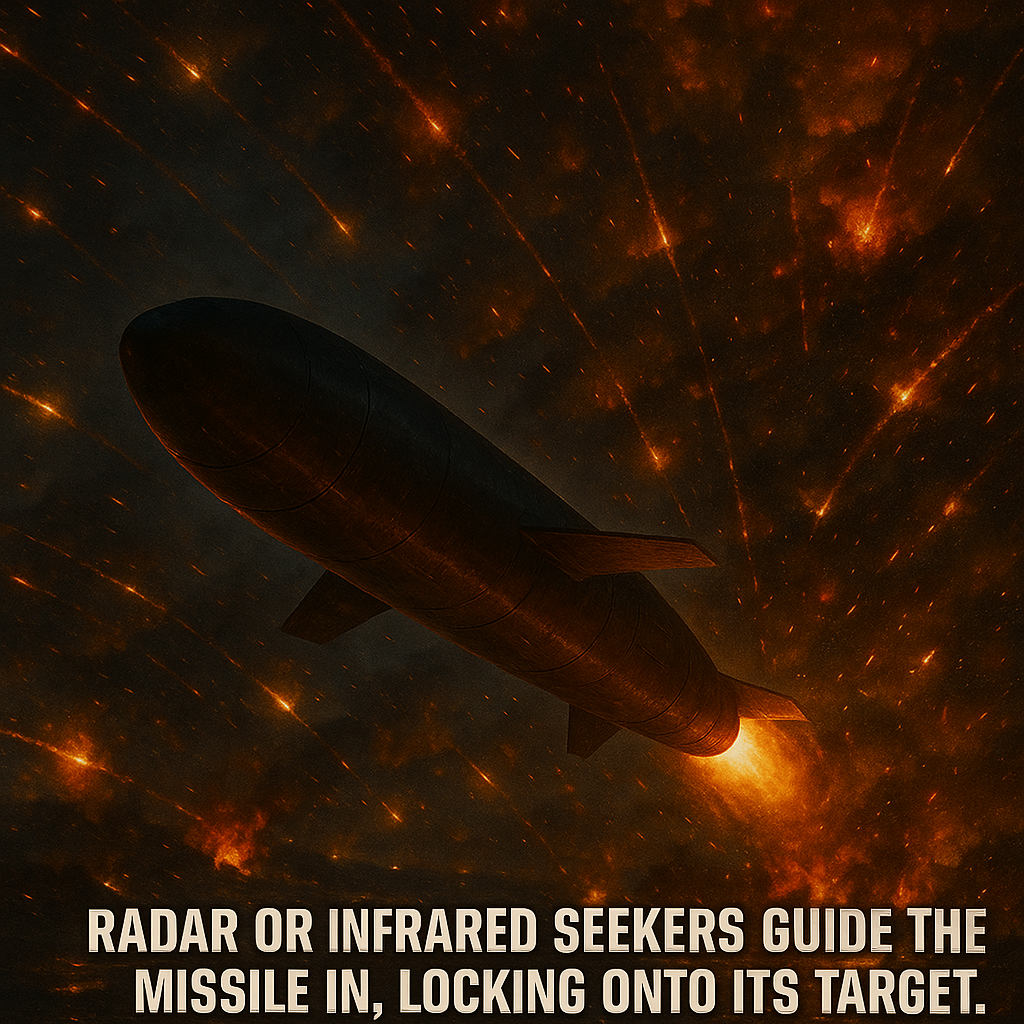 RADAR OR INFRARED SEEKERS GUIDE THE
MISSILE IN, LOCKING ONTO ITS TARGET.